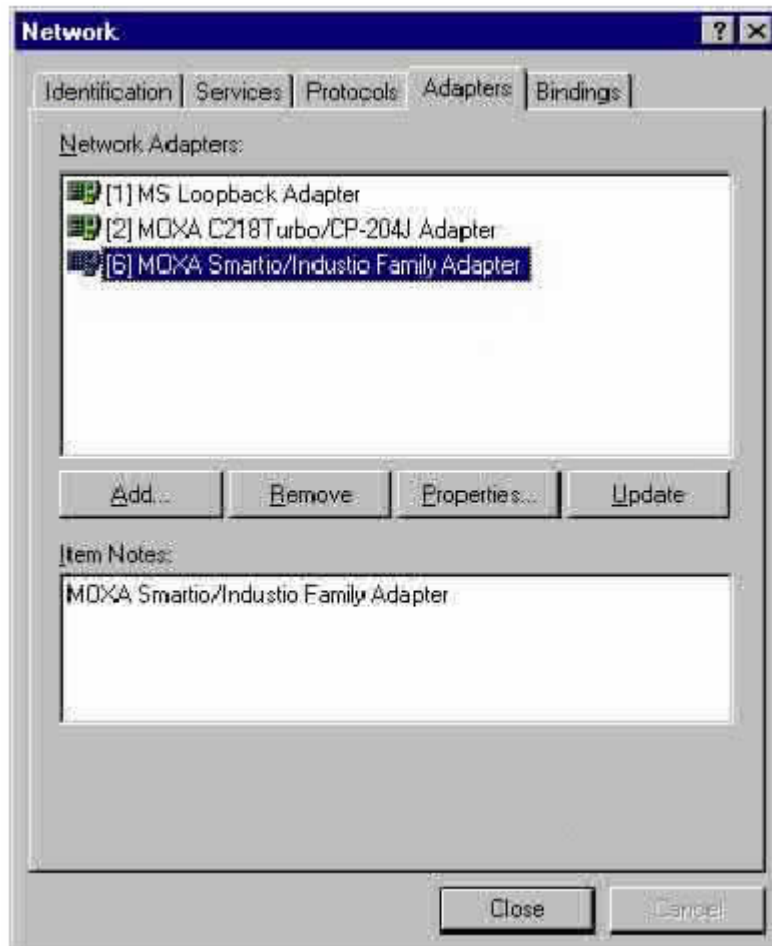 Network
Identification Services Protocols Adapters Bindings
Network Adapters:
[1] MS Loopback Adapter
[2] MOXA C218Turbo/CP-204J Adapter
[6] MOXA Smartio/Industio Family Adapter
Add... Remove Properties... Update
Item Notes:
MOXA Smartio/Industio Family Adapter
Close Cancel